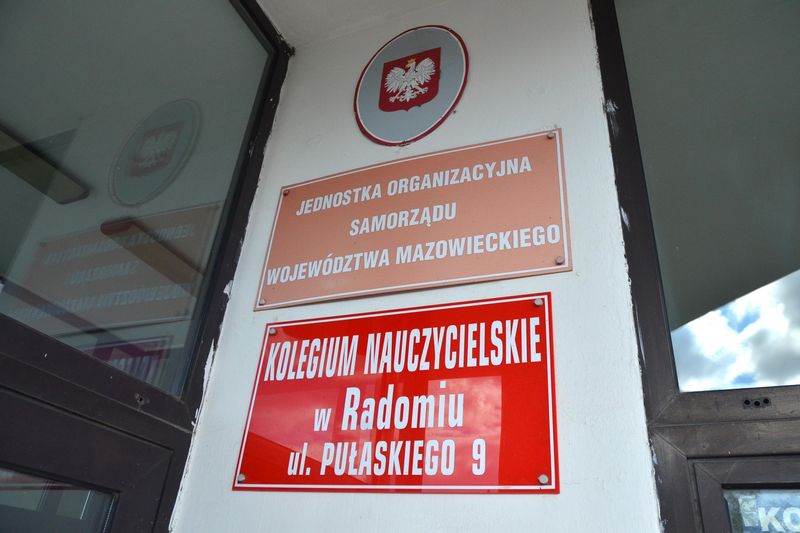 JEDNOSTKA ORGANIZACYJNA
SAMORZĄDU
WOJEWÓDZTWA MAZOWIECKIEGO
KOLEGIUM NAUCZYCIELSKIE
w Radomiu
ul. PUŁASKIEGO 9